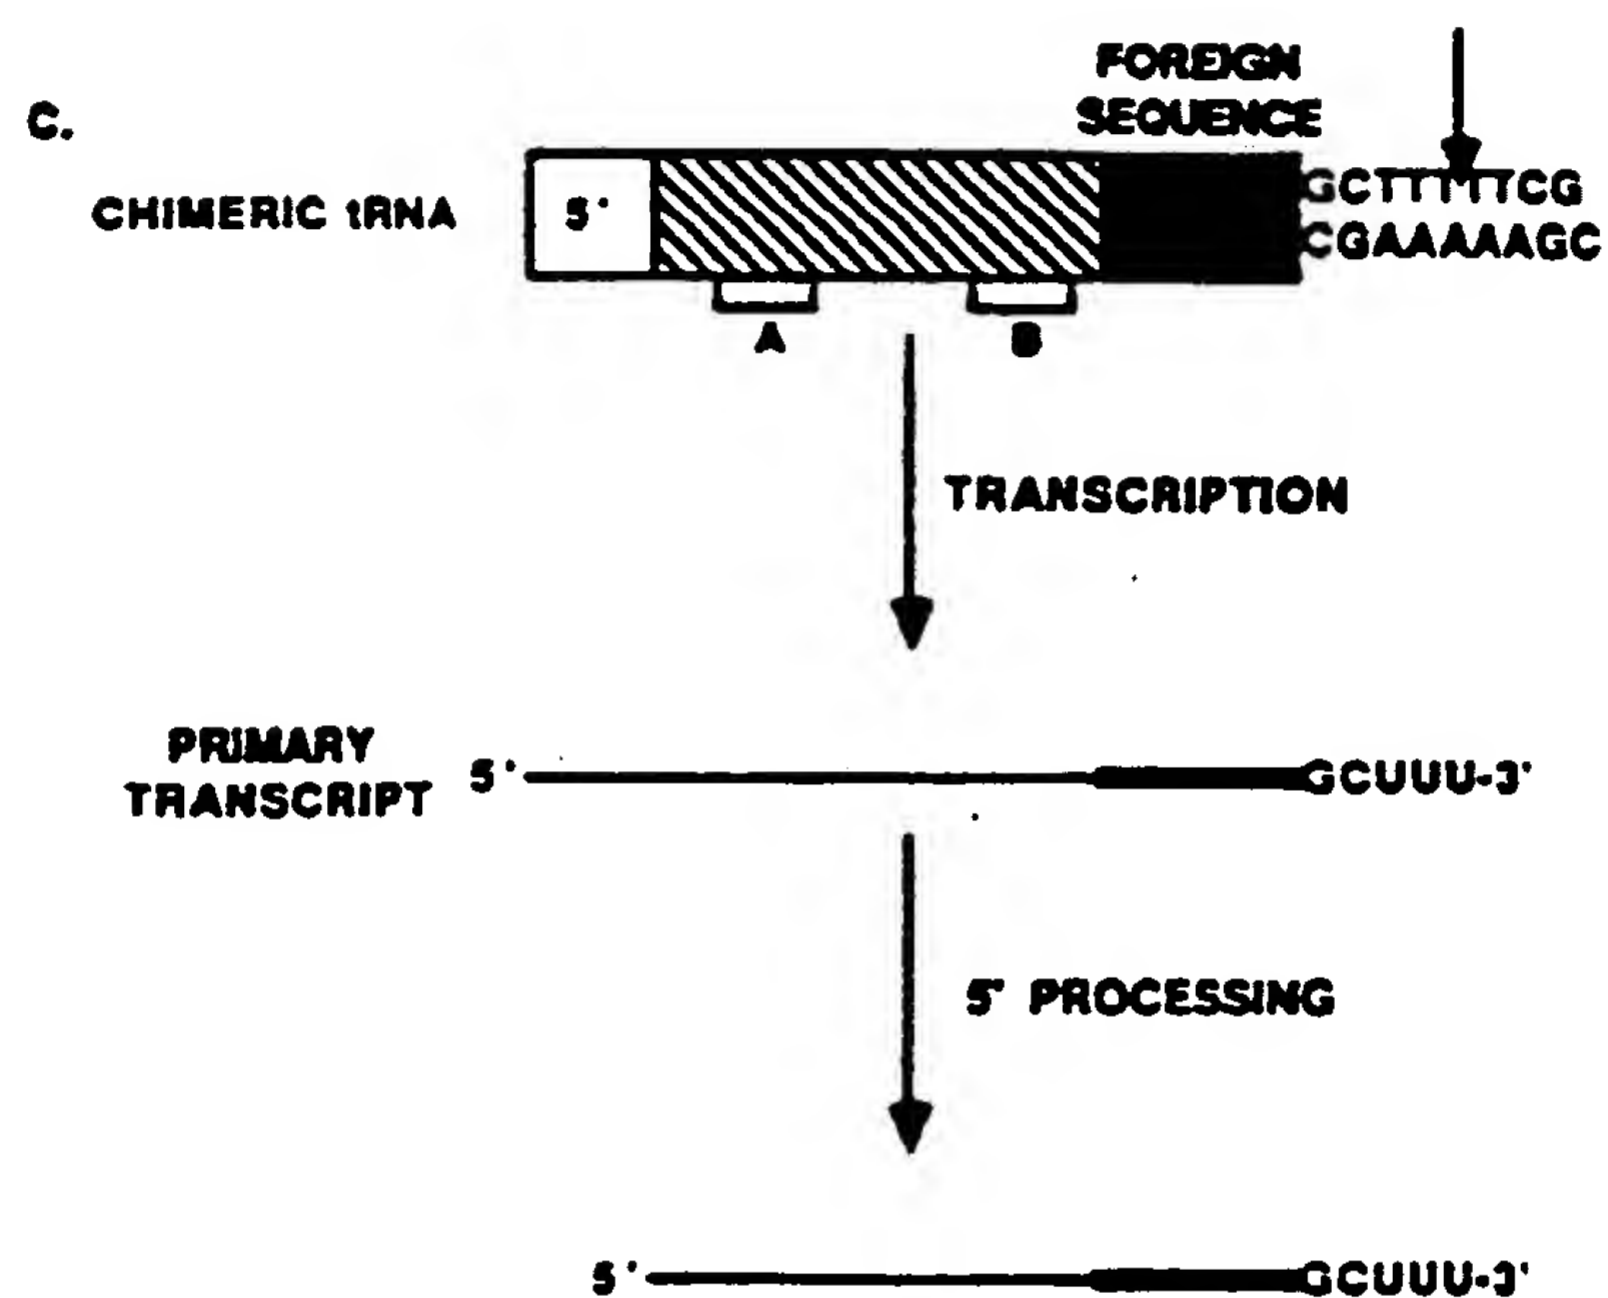 C.
FOREIGN
SEQUENCE
CHIMERIC tRNA
5'
GCTTTTTCG
CGAAAAAGC
A
B
TRANSCRIPTION
PRIMARY
TRANSCRIPT
5'
GCUUU-3'
5' PROCESSING
5'
GCUUU-3'